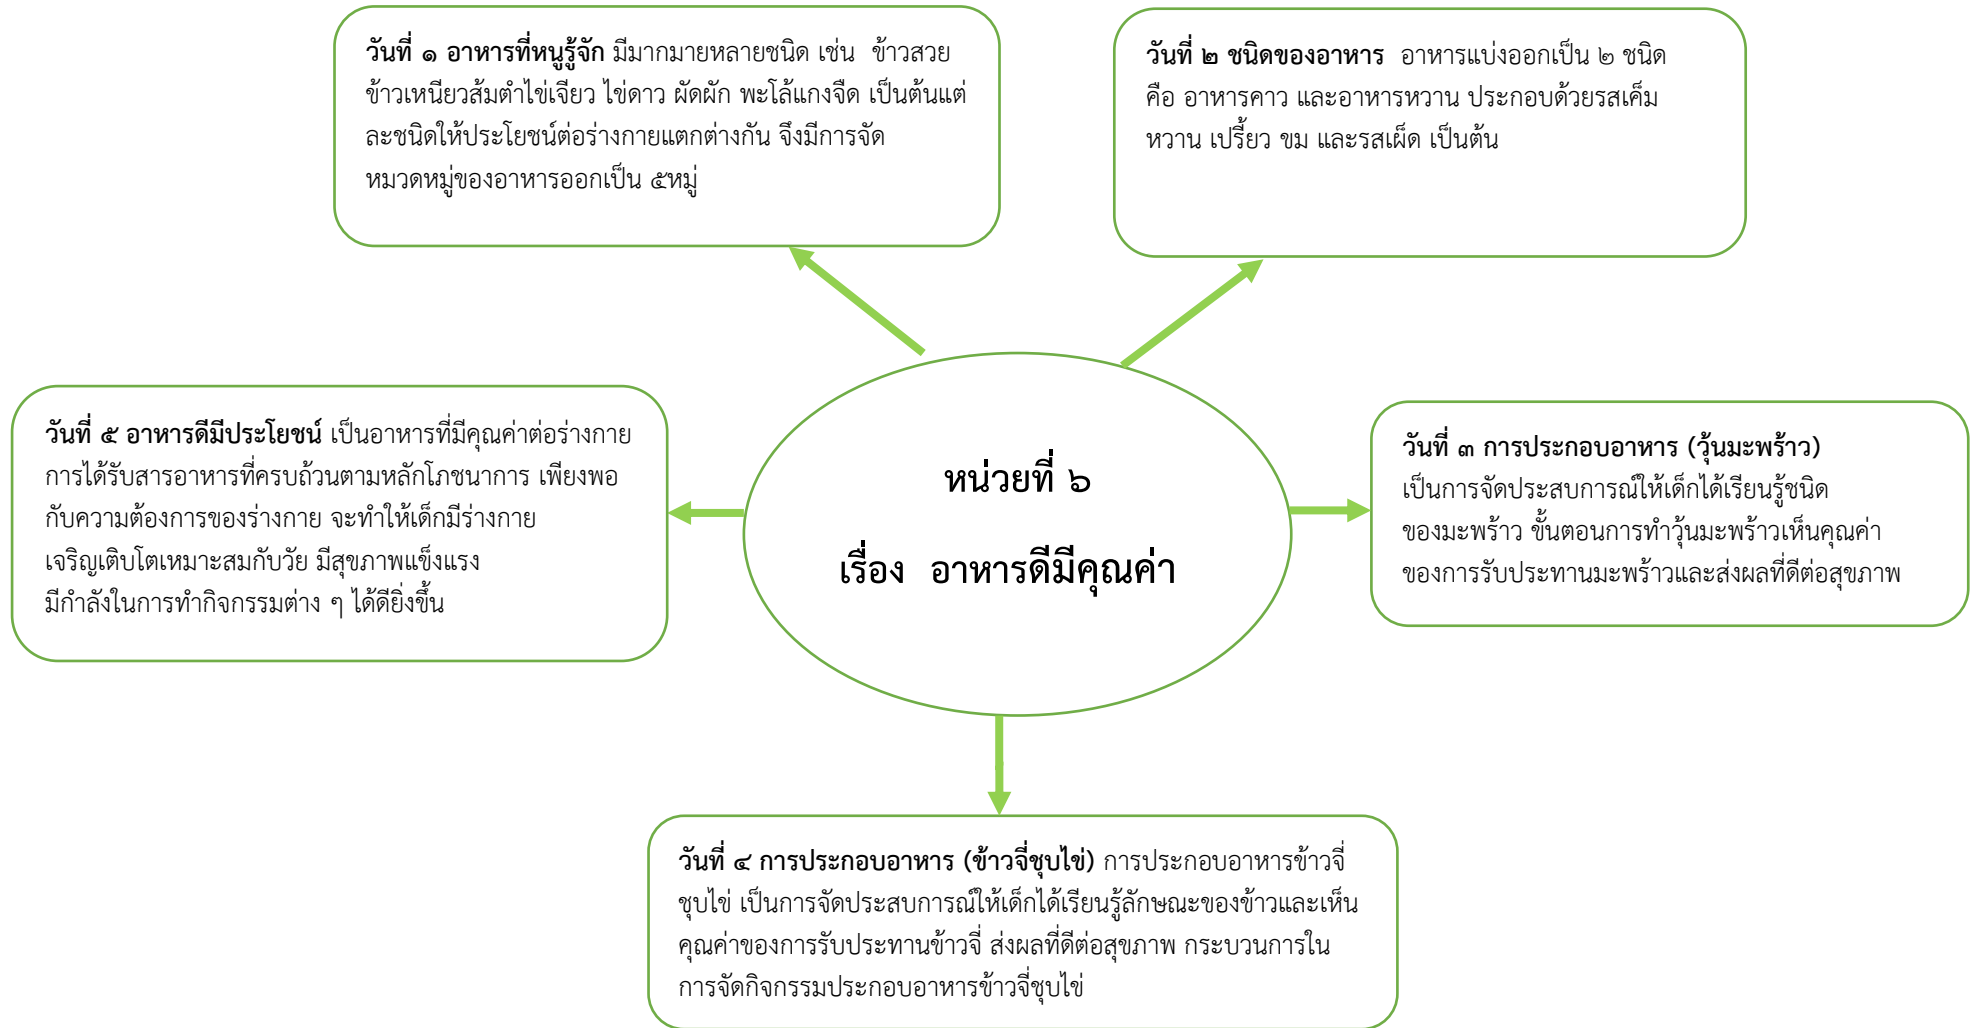 วันที่ ๑ อาหารที่หนูรู้จัก มีมากมายหลายชนิด เช่น  ข้าวสวย
ข้าวเหนียวส้มตำไข่เจียว ไข่ดาว ผัดผัก พะโล้แกงจืด เป็นต้นแต่
ละชนิดให้ประโยชน์ต่อร่างกายแตกต่างกัน จึงมีการจัด
หมวดหมู่ของอาหารออกเป็น ๕หมู่
วันที่ ๒ ชนิดของอาหาร  อาหารแบ่งออกเป็น ๒ ชนิด
คือ อาหารคาว และอาหารหวาน ประกอบด้วยรสเค็ม
หวาน เปรี้ยว ขม และรสเผ็ด เป็นต้น
หน่วยที่ ๖
เรื่อง  อาหารดีมีคุณค่า
วันที่ ๓ การประกอบอาหาร (วุ้นมะพร้าว)
เป็นการจัดประสบการณ์ให้เด็กได้เรียนรู้ชนิด
ของมะพร้าว ขั้นตอนการทำวุ้นมะพร้าวเห็นคุณค่า
ของการรับประทานมะพร้าวและส่งผลที่ดีต่อสุขภาพ
วันที่ ๔ การประกอบอาหาร (ข้าวจี่ชุบไข่) การประกอบอาหารข้าวจี่
ชุบไข่ เป็นการจัดประสบการณ์ให้เด็กได้เรียนรู้ลักษณะของข้าวและเห็น
คุณค่าของการรับประทานข้าวจี่ ส่งผลที่ดีต่อสุขภาพ กระบวนการใน
การจัดกิจกรรมประกอบอาหารข้าวจี่ชุบไข่
วันที่ ๕ อาหารดีมีประโยชน์ เป็นอาหารที่มีคุณค่าต่อร่างกาย
การได้รับสารอาหารที่ครบถ้วนตามหลักโภชนาการ เพียงพอ
กับความต้องการของร่างกาย จะทำให้เด็กมีร่างกาย
เจริญเติบโตเหมาะสมกับวัย มีสุขภาพแข็งแรง
มีกำลังในการทำกิจกรรมต่าง ๆ ได้ดียิ่งขึ้น